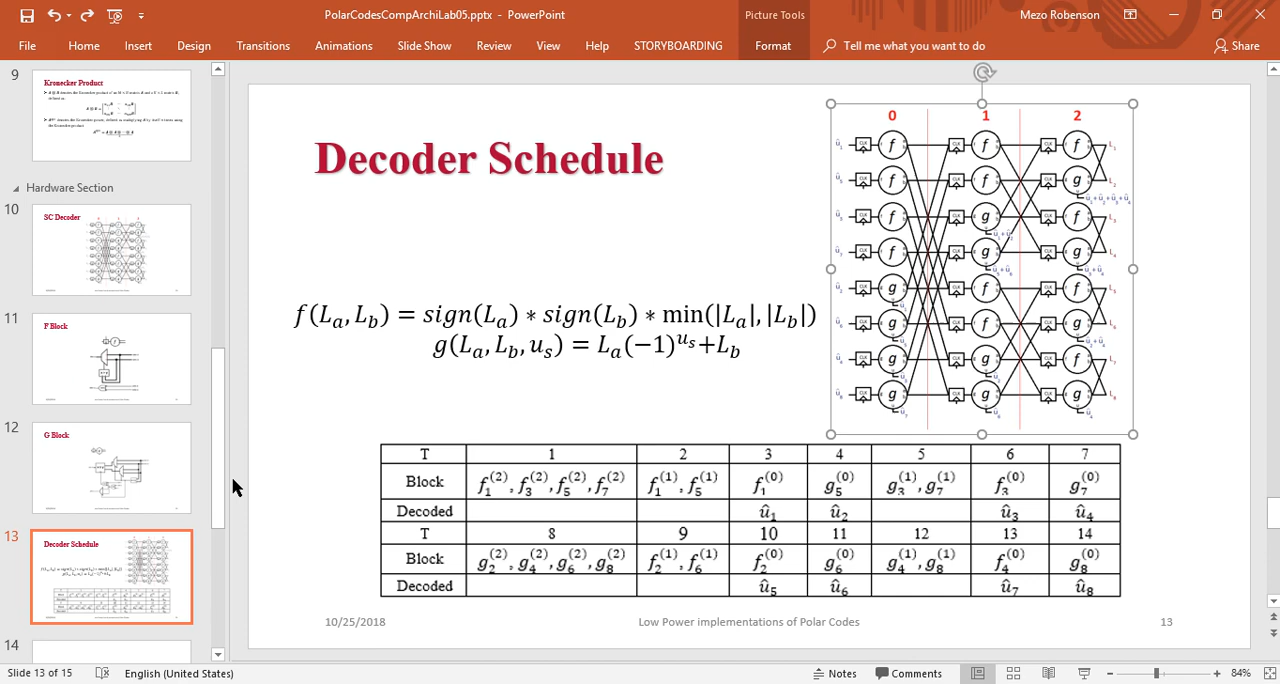 PolarCodesCompArchiLab05.pptx - PowerPoint
Picture Tools
Mezo Robenson
File Home Insert Design Transitions Animations Slide Show Review View Help STORYBOARDING Format Tell me what you want to do Share
9
Kronecker Product
Hardware Section
10
SC Decoder
11
F Block
12
G Block
13
Decoder Schedule
14
Decoder Schedule
0 1 2
f(Lₐ, L_b) = sign(Lₐ) ∗ sign(L_b) ∗ min(|Lₐ|, |L_b|)
g(Lₐ, L_b, uₛ) = Lₐ(−1)^{uₛ}+L_b
T 1 2 3 4 5 6 7
Block f₁⁽²⁾, f₃⁽²⁾, f₅⁽²⁾, f₇⁽²⁾ f₁⁽¹⁾, f₅⁽¹⁾ f₁⁽⁰⁾ g₅⁽⁰⁾ g₃⁽¹⁾, g₇⁽¹⁾ f₃⁽⁰⁾ g₇⁽⁰⁾
Decoded û₁ û₂ û₃ û₄
T 8 9 10 11 12 13 14
Block g₂⁽²⁾, g₄⁽²⁾, g₆⁽²⁾, g₈⁽²⁾ f₂⁽¹⁾, f₆⁽¹⁾ f₂⁽⁰⁾ g₆⁽⁰⁾ g₄⁽¹⁾, g₈⁽¹⁾ f₄⁽⁰⁾ g₈⁽⁰⁾
Decoded û₅ û₆ û₇ û₈
10/25/2018 Low Power implementations of Polar Codes 13
Slide 13 of 15 English (United States) Notes Comments 84%